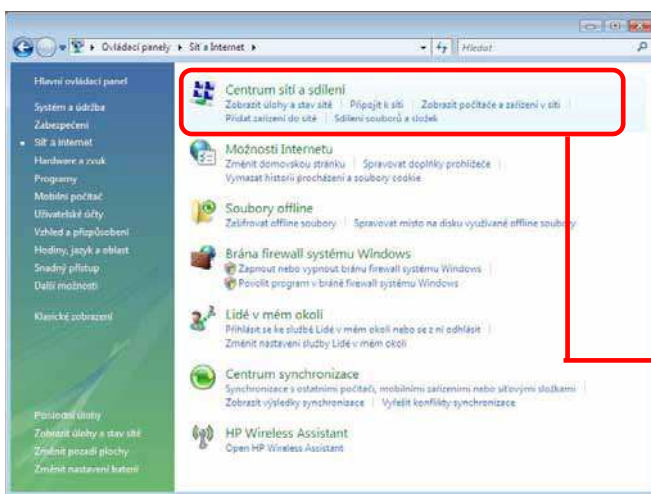 Ovládací panely ▸ Síť a Internet ▸
Hledat
Hlavní ovládací panel
Systém a údržba
Zabezpečení
Síť a Internet
Hardware a zvuk
Programy
Mobilní počítač
Uživatelské účty
Vzhled a přizpůsobení
Hodiny, jazyk a oblast
Snadný přístup
Další možnosti
Klasické zobrazení
Poslední úlohy
Zobrazit úlohy a stav sítě
Změnit pozadí plochy
Změnit nastavení baterií
Centrum sítí a sdílení
Zobrazit úlohy a stav sítě | Připojit k síti | Zobrazit počítače a zařízení v síti
Přidat zařízení do sítě | Sdílení souborů a složek
Možnosti Internetu
Změnit domovskou stránku | Spravovat doplňky prohlížeče
Vymazat historii procházení a soubory cookie
Soubory offline
Zašifrovat offline soubory | Spravovat místo na disku využívané offline soubory
Brána firewall systému Windows
Zapnout nebo vypnout bránu firewall systému Windows
Povolit program v bráně firewall systému Windows
Lidé v mém okolí
Přihlásit se ke službě Lidé v mém okolí nebo se z ní odhlásit
Změnit nastavení služby Lidé v mém okolí
Centrum synchronizace
Synchronizace s ostatními počítači, mobilními zařízeními nebo síťovými složkami
Zobrazit výsledky synchronizace | Vyřešit konflikty synchronizace
HP Wireless Assistant
Open HP Wireless Assistant